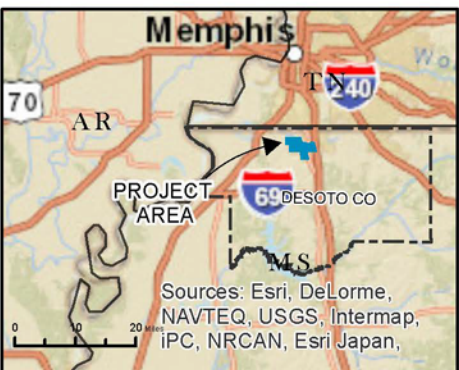 Memphis
TN
240
70
AR
PROJECT
AREA
69
DESOTO CO
MS
Sources: Esri, DeLorme,
NAVTEQ, USGS, Intermap,
iPC, NRCAN, Esri Japan,
0 10 20 Miles